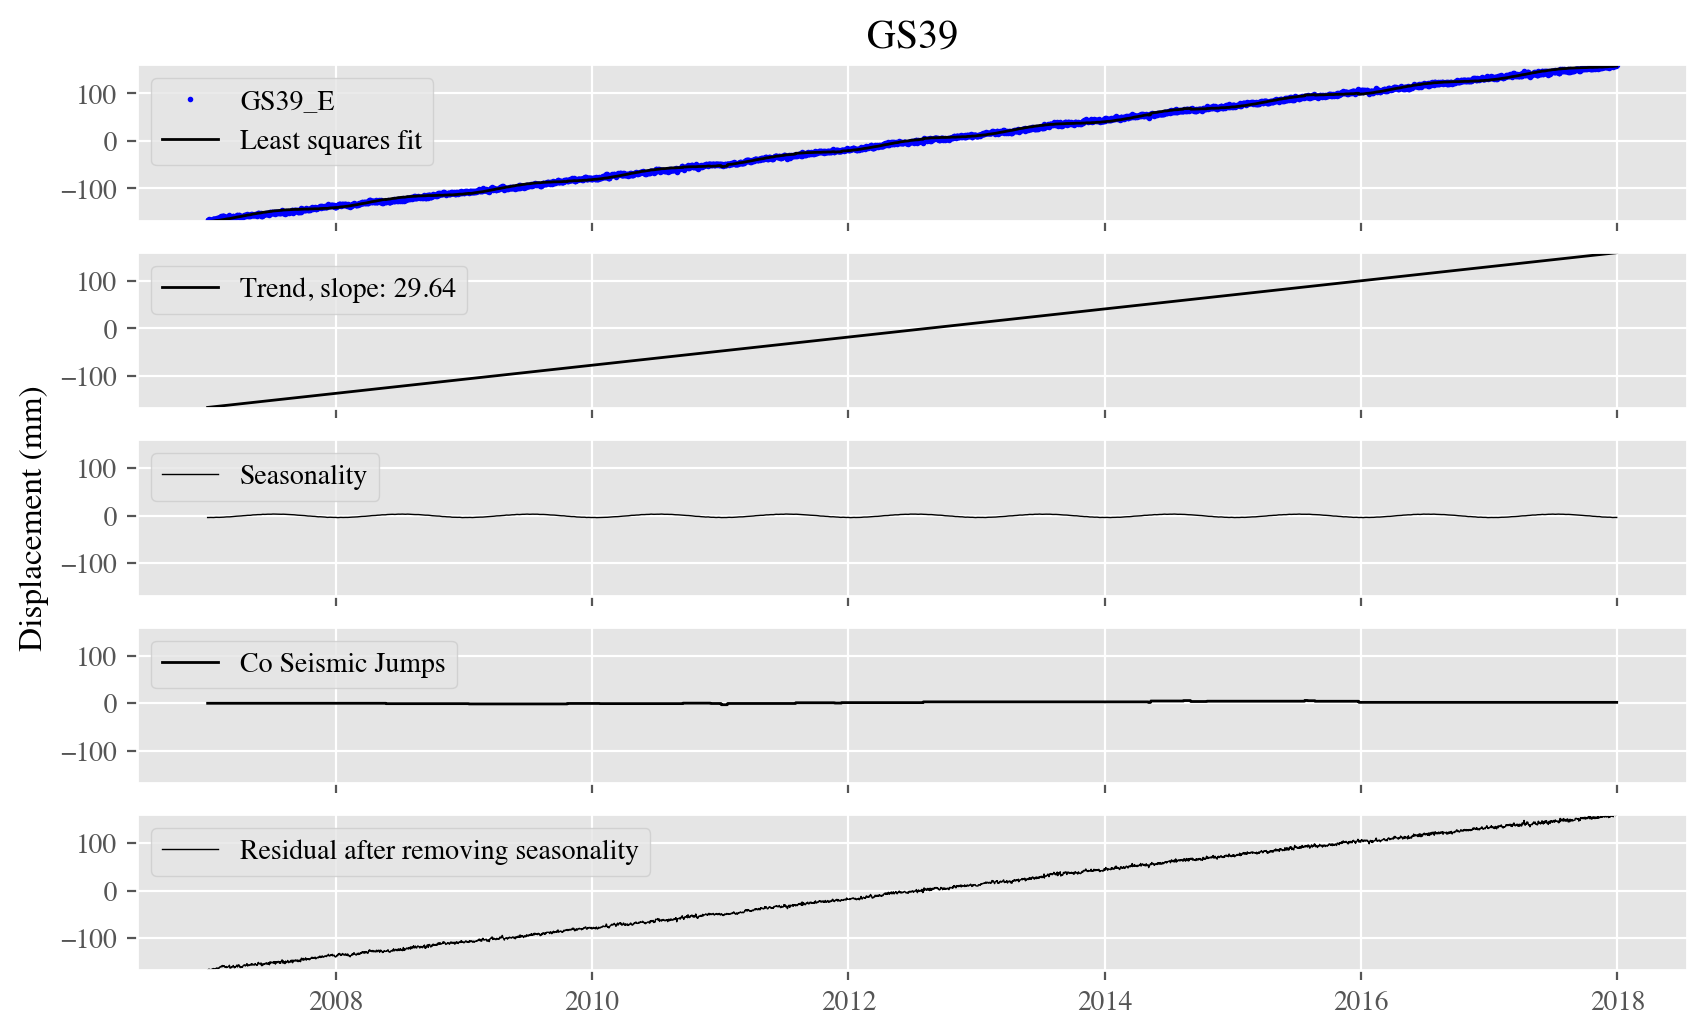 GS39
100
0
−100
GS39_E
Least squares fit
100
0
−100
Trend, slope: 29.64
Displacement (mm)
100
0
−100
Seasonality
100
0
−100
Co Seismic Jumps
100
0
−100
Residual after removing seasonality
2008 2010 2012 2014 2016 2018